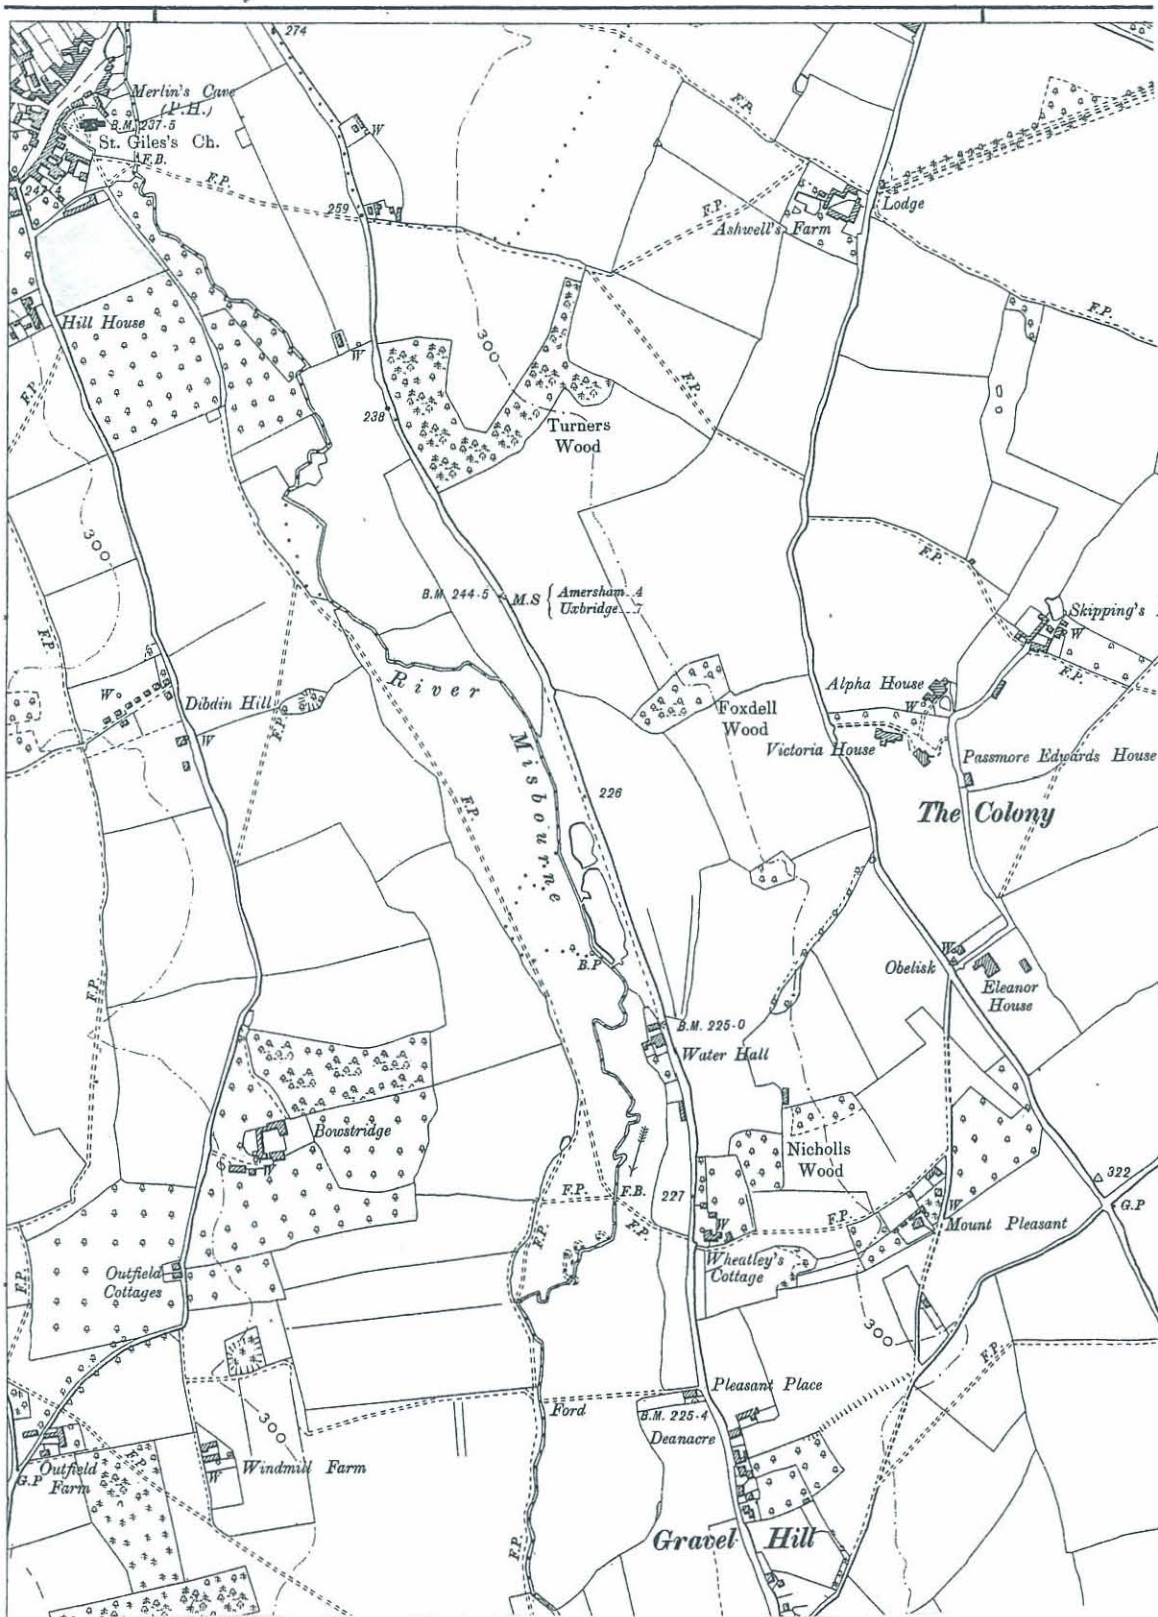 274
Merlin's Cave
(P.H.)
B.M. 237·5
St. Giles's Ch.
F.B.
247·4
F.P.
259
W
F.P.
F.P.
Ashwell's Farm
Lodge
F.P.
Hill House
F.P.
W
300
238
Turners
Wood
F.P.
300
B.M. 244·5
M.S
Amersham 4
Uxbridge 7
F.P.
Skipping's
W
F.P.
F.P.
W
Dibdin Hill
W
F.P.
River Misbourne
F.P.
Foxdell
Wood
Alpha House
W
Victoria House
Passmore Edwards House
226
The Colony
F.P.
B.P
Obelisk
W
Eleanor
House
B.M. 225·0
Water Hall
Bowstridge
W
Nicholls
Wood
322
G.P
F.P.
F.B.
227
F.P.
F.P.
W
F.P.
W
Mount Pleasant
Wheatley's
Cottage
F.P.
Outfield
Cottages
300
F.P.
Pleasant Place
Ford
B.M. 225·4
Deanacre
300
G.P
Outfield
Farm
F.P.
W
Windmill Farm
F.P.
Gravel Hill